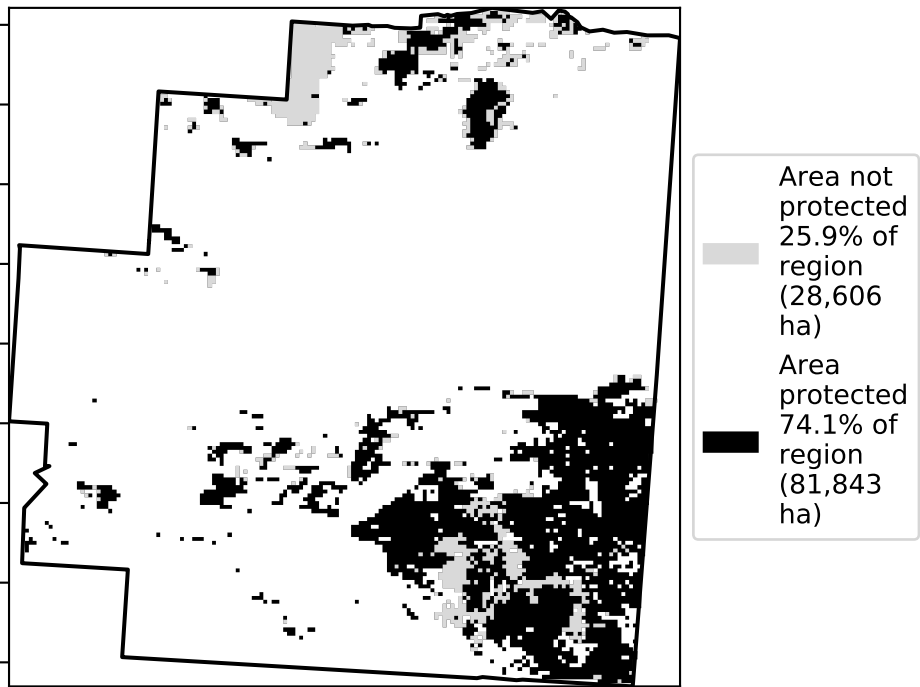 Area not
protected
25.9% of
region
(28,606
ha)
Area
protected
74.1% of
region
(81,843
ha)